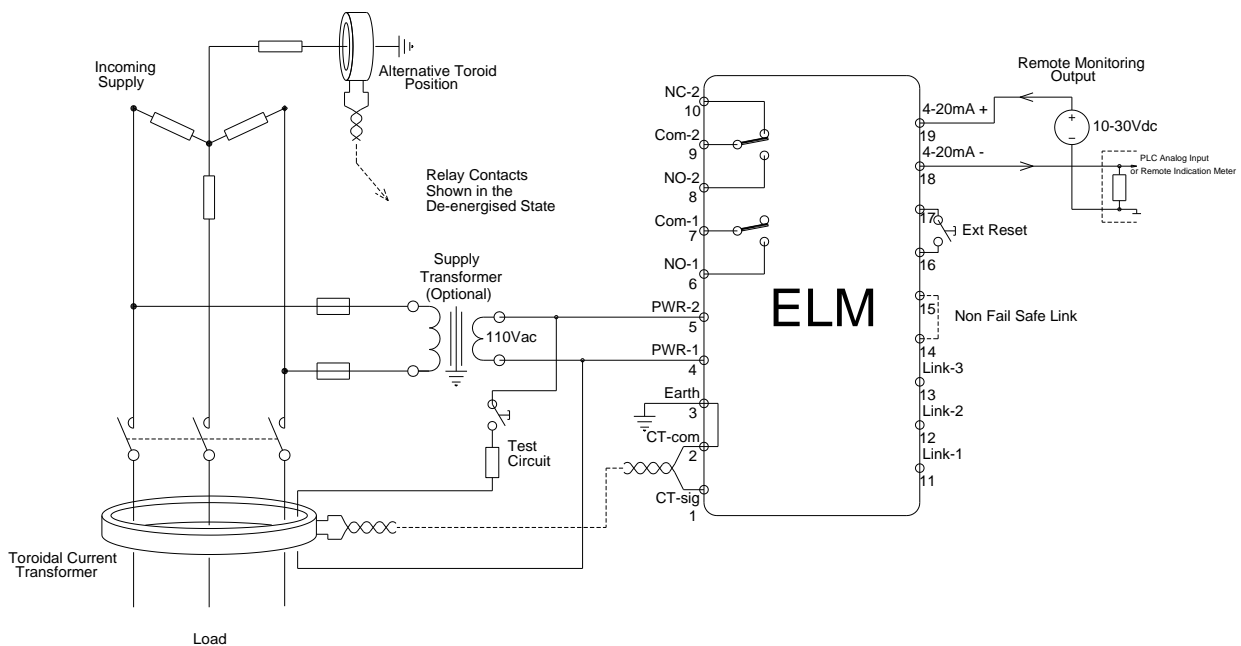 Incoming
Supply
Alternative Toroid
Position
Relay Contacts
Shown in the
De-energised State
Supply
Transformer
(Optional)
110Vac
Test
Circuit
Toroidal Current
Transformer
Load
NC-2
10
Com-2
9
NO-2
8
Com-1
7
NO-1
6
PWR-2
5
PWR-1
4
Earth
3
CT-com
2
CT-sig
1
ELM
Remote Monitoring
Output
4-20mA +
19
10-30Vdc
4-20mA -
18
PLC Analog Input
or Remote Indication Meter
17
Ext Reset
16
15
Non Fail Safe Link
14
Link-3
13
Link-2
12
Link-1
11